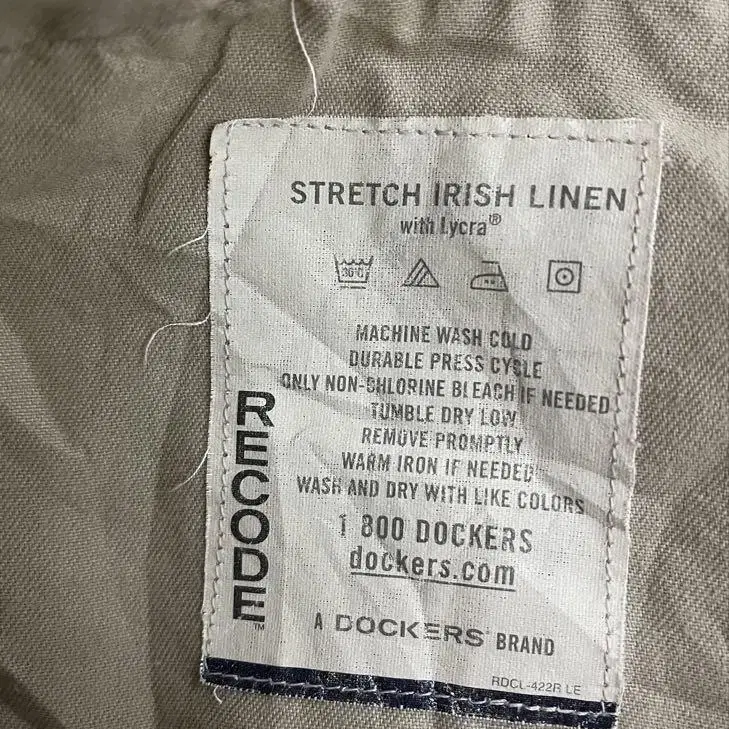 STRETCH IRISH LINEN
with Lycra®
30°C
MACHINE WASH COLD
DURABLE PRESS CYCLE
ONLY NON-CHLORINE BLEACH IF NEEDED
TUMBLE DRY LOW
REMOVE PROMPTLY
WARM IRON IF NEEDED
WASH AND DRY WITH LIKE COLORS
1 800 DOCKERS
dockers.com
RECODE™
A DOCKERS® BRAND
RDCL-422R LE